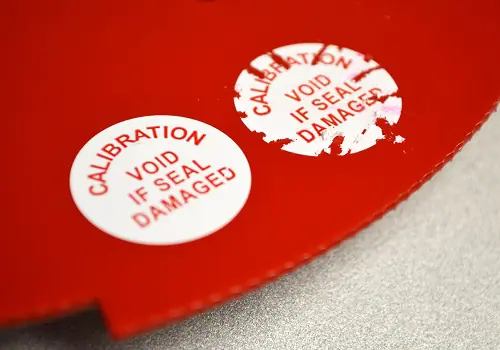 CALIBRATION
VOID
IF SEAL
DAMAGED
CALIBRATION
VOID
IF SEAL
DAMAGED